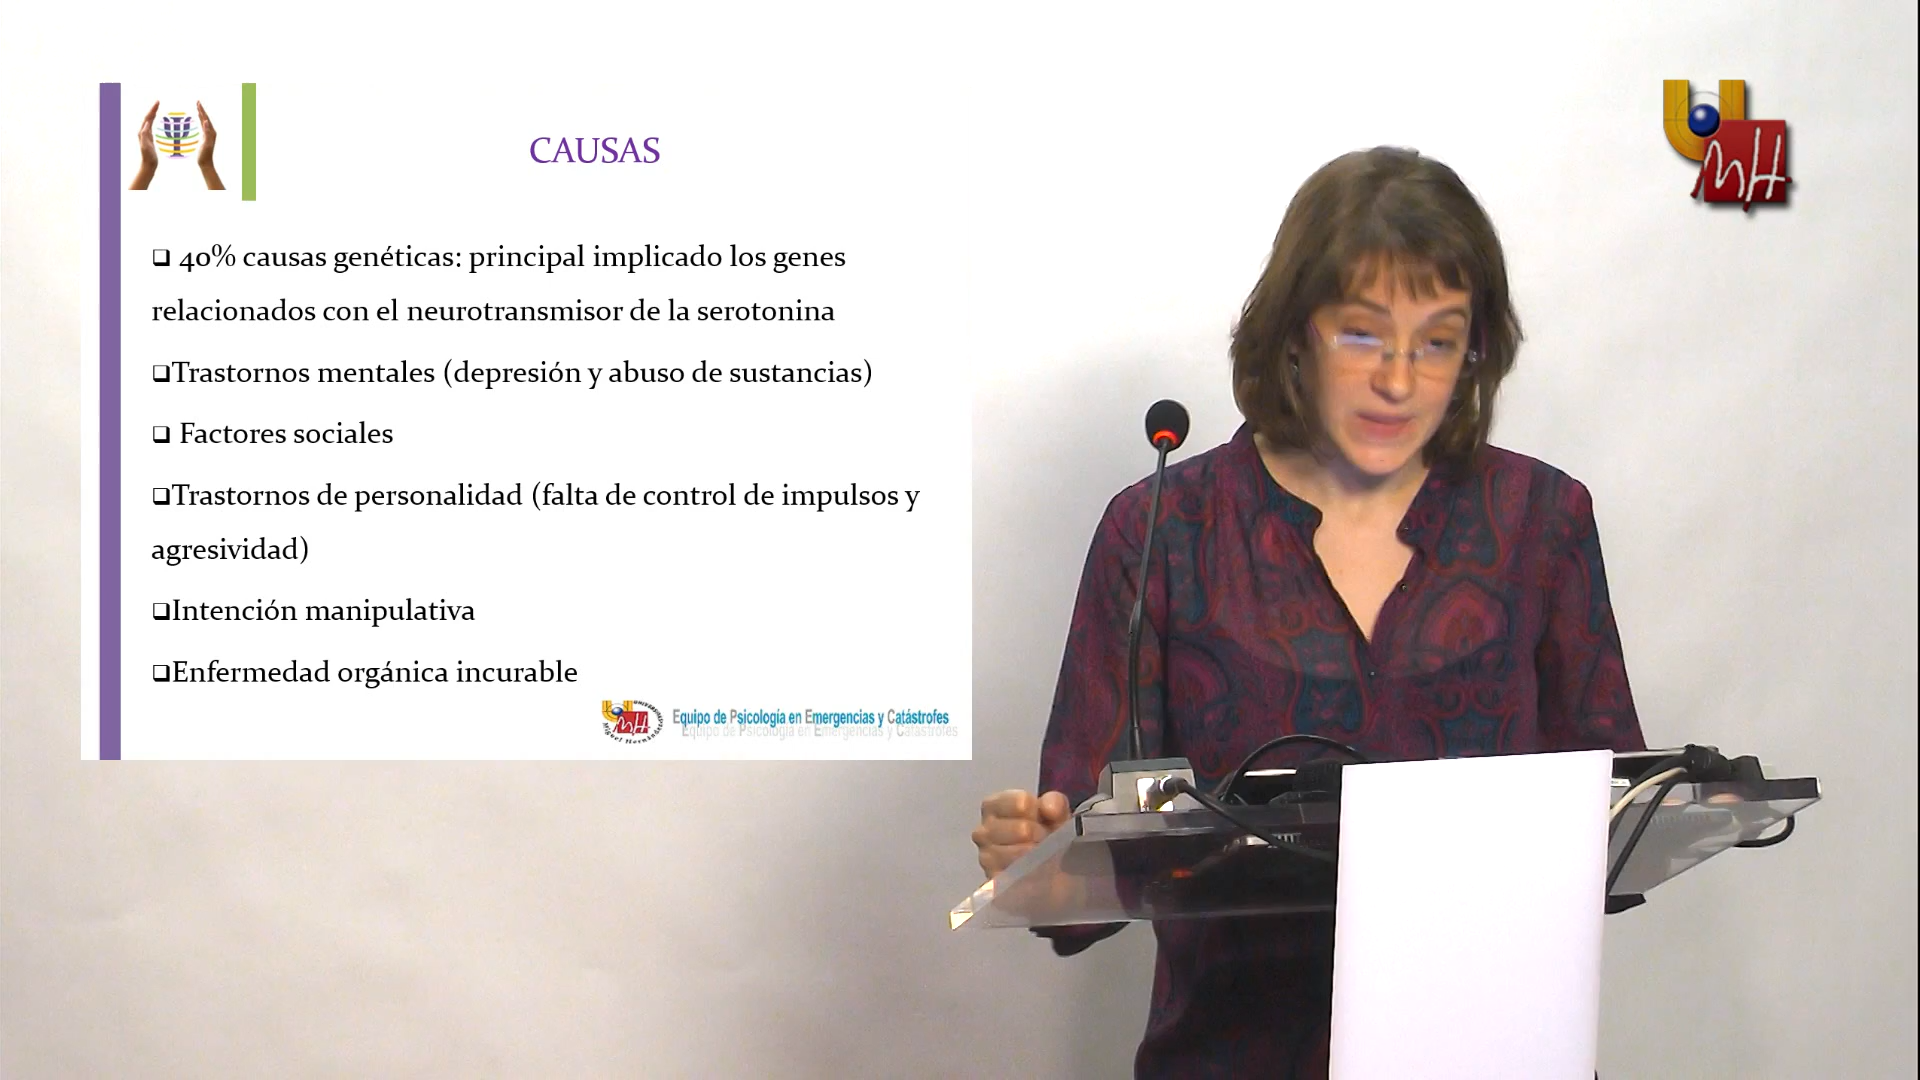 UMH
CAUSAS
❑ 40% causas genéticas: principal implicado los genes
relacionados con el neurotransmisor de la serotonina
❑Trastornos mentales (depresión y abuso de sustancias)
❑ Factores sociales
❑Trastornos de personalidad (falta de control de impulsos y
agresividad)
❑Intención manipulativa
❑Enfermedad orgánica incurable
UMH
Equipo de Psicología en Emergencias y Catástrofes